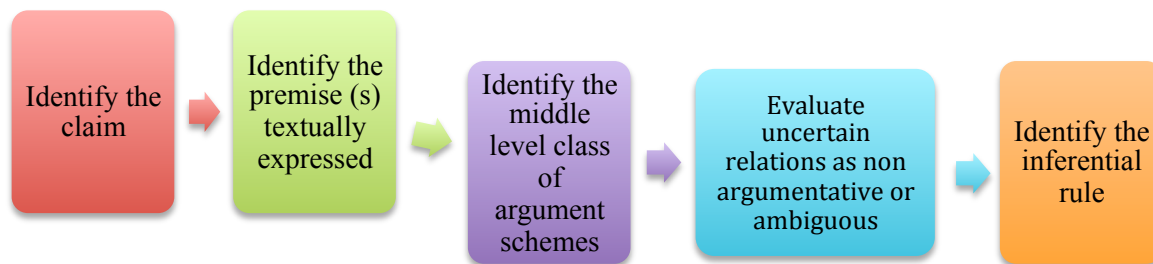 Identify the
claim
Identify the
premise (s)
textually
expressed
Identify the
middle
level class
of
argument
schemes
Evaluate
uncertain
relations as non
argumentative or
ambiguous
Identify the
inferential
rule